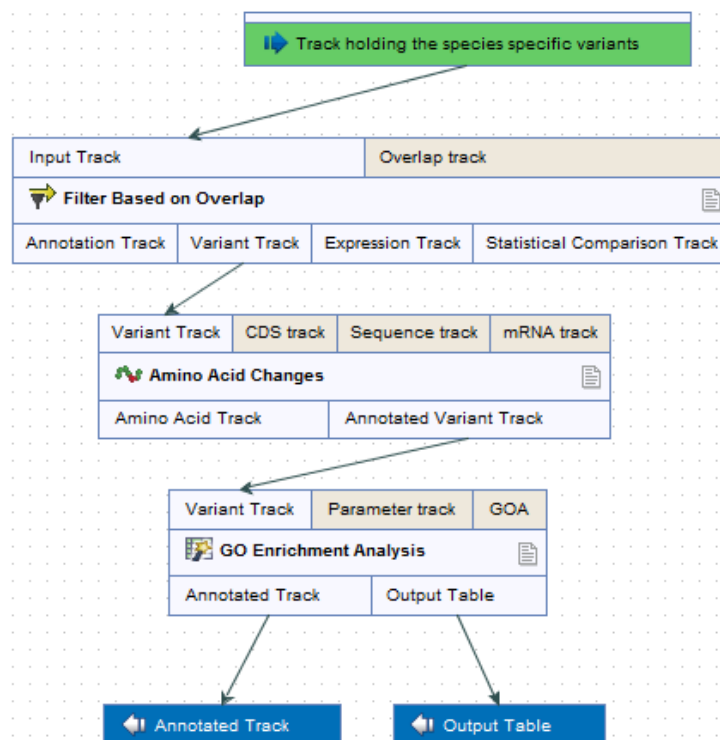 Track holding the species specific variants
Input Track Overlap track
Filter Based on Overlap
Annotation Track Variant Track Expression Track Statistical Comparison Track
Variant Track CDS track Sequence track mRNA track
Amino Acid Changes
Amino Acid Track Annotated Variant Track
Variant Track Parameter track GOA
GO Enrichment Analysis
Annotated Track Output Table
Annotated Track Output Table